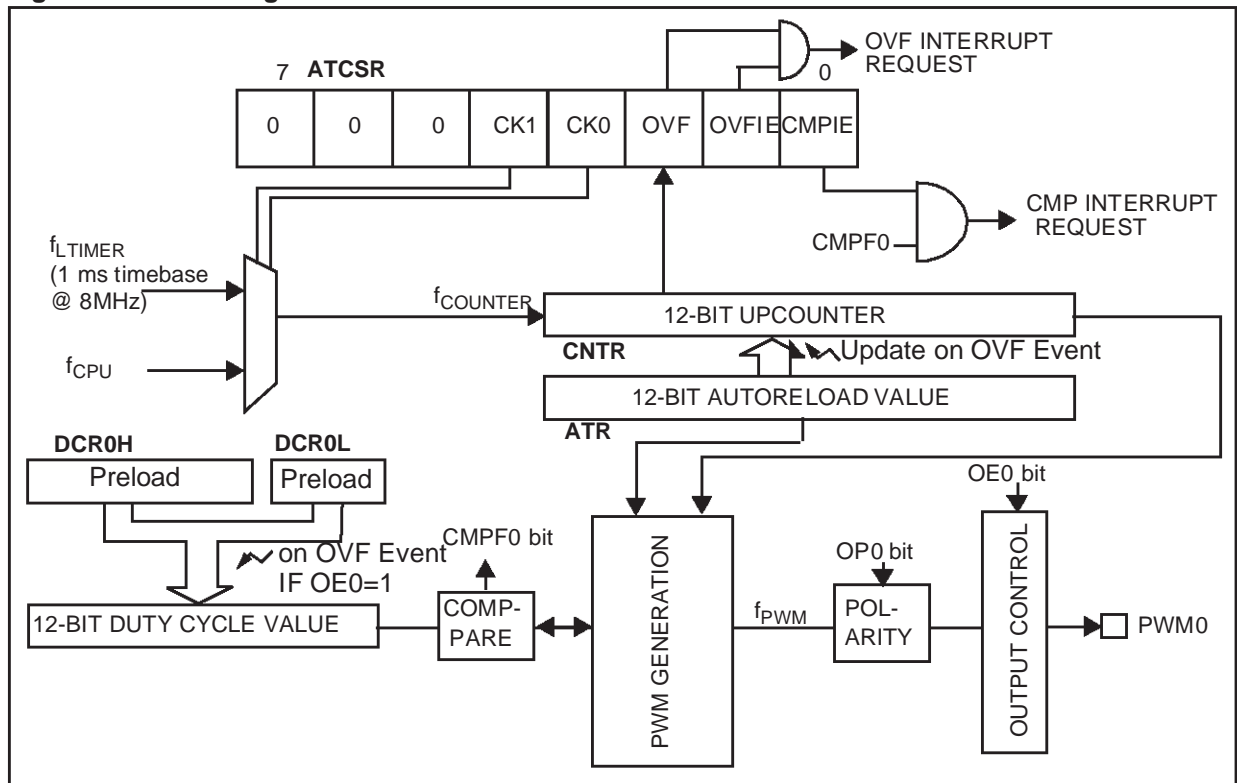 OVF INTERRUPT
REQUEST
7 ATCSR
0
0 0 0 CK1 CK0 OVF OVFIE CMPIE
CMP INTERRUPT
REQUEST
CMPF0
fLTIMER
(1 ms timebase
@ 8MHz)
fCOUNTER
12-BIT UPCOUNTER
CNTR
Update on OVF Event
fCPU
12-BIT AUTORELOAD VALUE
ATR
DCR0H
DCR0L
Preload
Preload
OE0 bit
on OVF Event
IF OE0=1
CMPF0 bit
OP0 bit
12-BIT DUTY CYCLE VALUE
COMP-
PARE
PWM GENERATION
fPWM
POL-
ARITY
OUTPUT CONTROL
PWM0